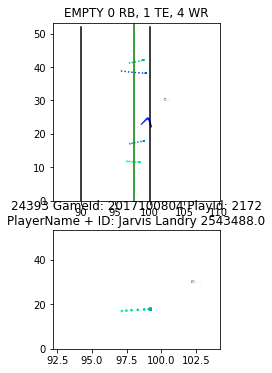 EMPTY 0 RB, 1 TE, 4 WR
50
40
30
20
10
0
90 95 100 105 110
24393 GameId: 2017100804 PlayId: 2172
PlayerName + ID: Jarvis Landry 2543488.0
40
20
0
92.5 95.0 97.5 100.0 102.5